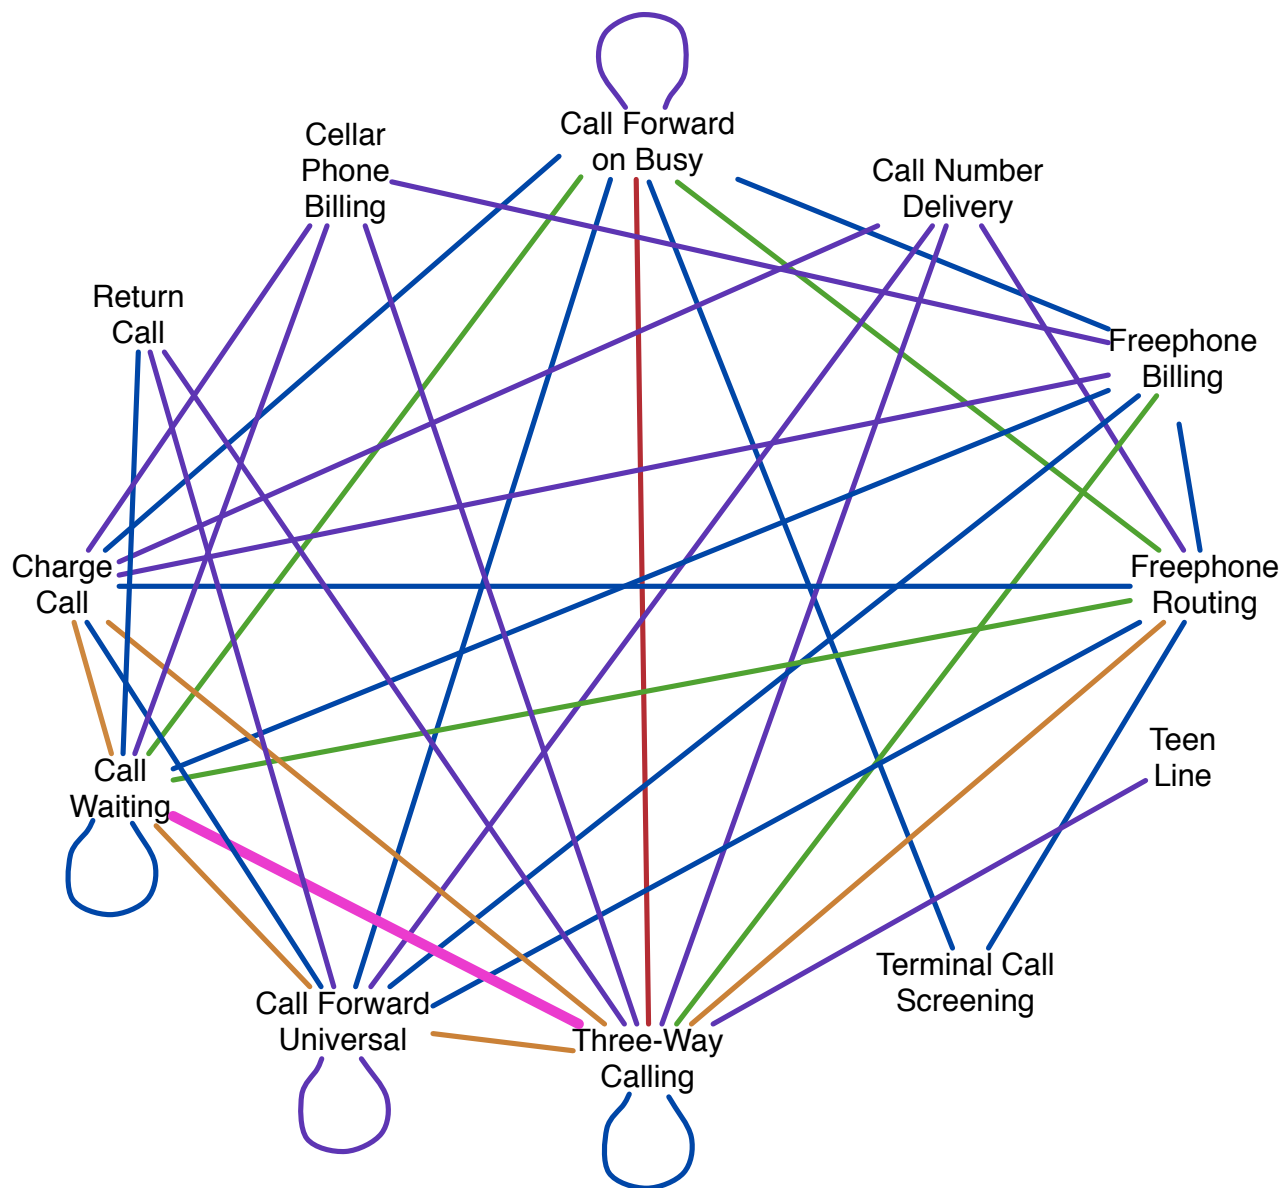 Call Forward
on Busy
Cellar
Phone
Billing
Call Number
Delivery
Return
Call
Freephone
Billing
Charge
Call
Freephone
Routing
Teen
Line
Call
Waiting
Terminal Call
Screening
Call Forward
Universal
Three-Way
Calling